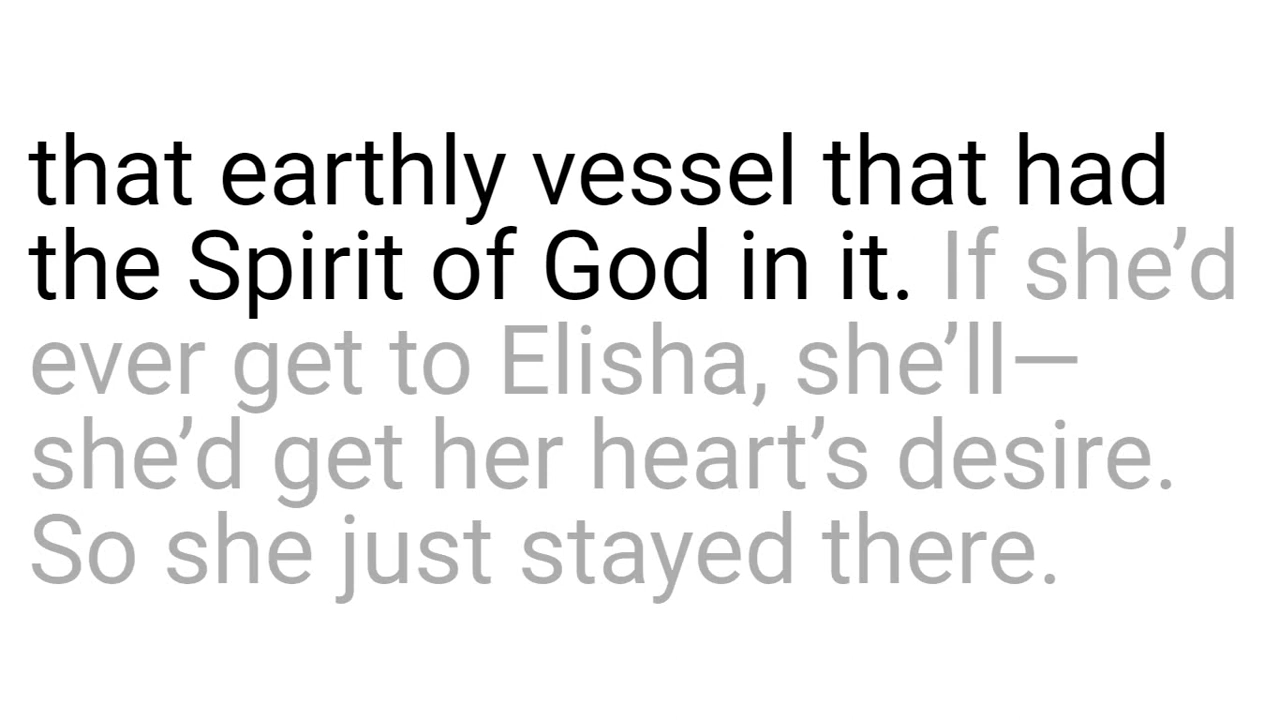 that earthly vessel that had
the Spirit of God in it. If she’d
ever get to Elisha, she’ll—
she’d get her heart’s desire.
So she just stayed there.